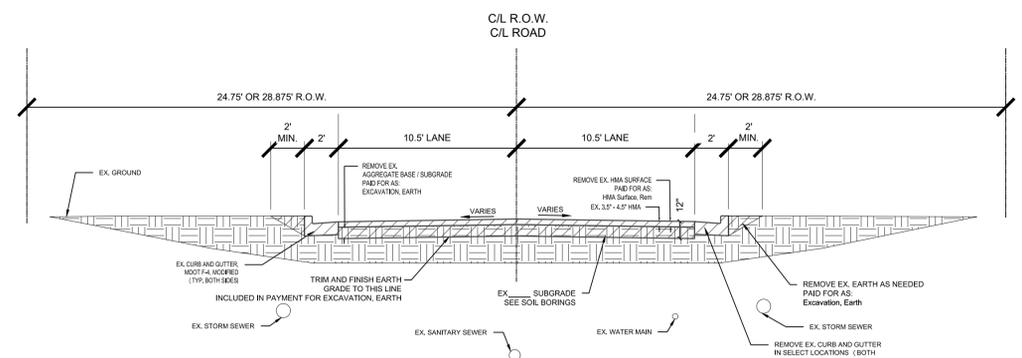 C/L R.O.W.
C/L ROAD
24.75' OR 28.875' R.O.W.
24.75' OR 28.875' R.O.W.
2'
MIN.
2'
10.5' LANE
10.5' LANE
2'
2'
MIN.
EX. GROUND
REMOVE EX.
AGGREGATE BASE / SUBGRADE
PAID FOR AS:
EXCAVATION, EARTH
REMOVE EX. HMA SURFACE
PAID FOR AS:
HMA Surface, Rem
EX. 3.5" - 4.5" HMA
12"
VARIES
VARIES
EX. CURB AND GUTTER,
MDOT F-4, MODIFIED
(TYP, BOTH SIDES)
TRIM AND FINISH EARTH
GRADE TO THIS LINE
INCLUDED IN PAYMENT FOR EXCAVATION, EARTH
EX_____ SUBGRADE
SEE SOIL BORINGS
REMOVE EX. EARTH AS NEEDED
PAID FOR AS:
Excavation, Earth
EX. STORM SEWER
EX. SANITARY SEWER
EX. WATER MAIN
EX. STORM SEWER
REMOVE EX. CURB AND GUTTER
IN SELECT LOCATIONS (BOTH